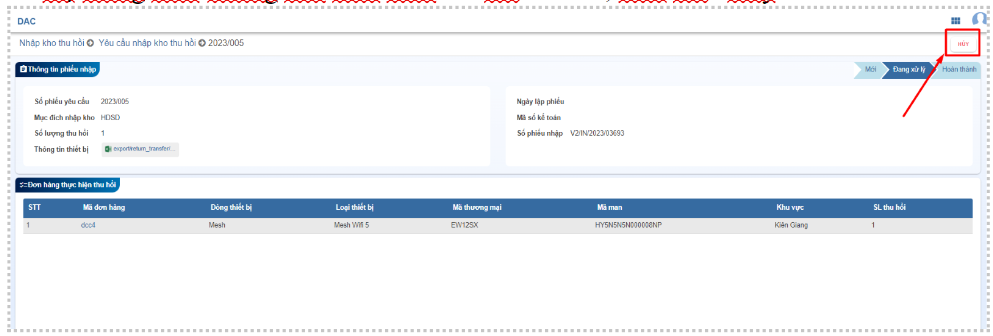 DAC
Nhập kho thu hồi Yêu cầu nhập kho thu hồi 2023/005
HỦY
Thông tin phiếu nhập
Mới Đang xử lý Hoàn thành
Số phiếu yêu cầu 2023/005
Mục đích nhập kho HDSD
Số lượng thu hồi 1
Thông tin thiết bị export/return_transfer/...
Ngày lập phiếu
Mã số kế toán
Số phiếu nhập V2/IN/2023/03693
Đơn hàng thực hiện thu hồi
STT Mã đơn hàng Dòng thiết bị Loại thiết bị Mã thương mại Mã man Khu vực SL thu hồi
1 dcc4 Mesh Mesh Wifi 5 EW12SX HY5N5N5N000008NP Kiên Giang 1